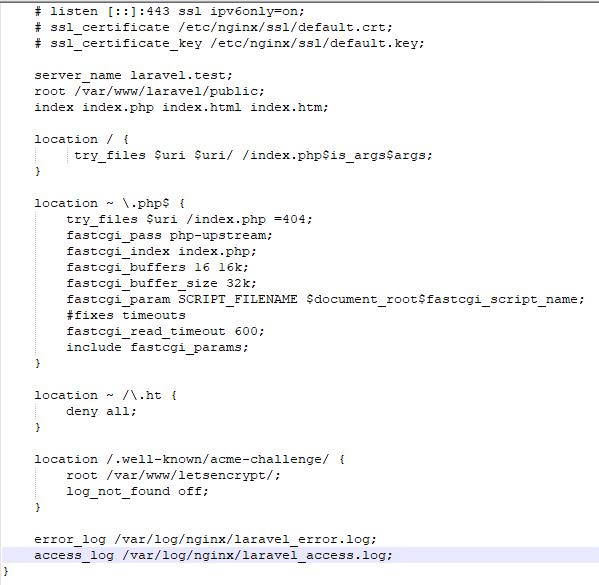 # listen [::]:443 ssl ipv6only=on;
# ssl_certificate /etc/nginx/ssl/default.crt;
# ssl_certificate_key /etc/nginx/ssl/default.key;
server_name laravel.test;
root /var/www/laravel/public;
index index.php index.html index.htm;
location / {
try_files $uri $uri/ /index.php$is_args$args;
}
location ~ \.php$ {
try_files $uri /index.php =404;
fastcgi_pass php-upstream;
fastcgi_index index.php;
fastcgi_buffers 16 16k;
fastcgi_buffer_size 32k;
fastcgi_param SCRIPT_FILENAME $document_root$fastcgi_script_name;
#fixes timeouts
fastcgi_read_timeout 600;
include fastcgi_params;
}
location ~ /\.ht {
deny all;
}
location /.well-known/acme-challenge/ {
root /var/www/letsencrypt/;
log_not_found off;
}
error_log /var/log/nginx/laravel_error.log;
access_log /var/log/nginx/laravel_access.log;
}